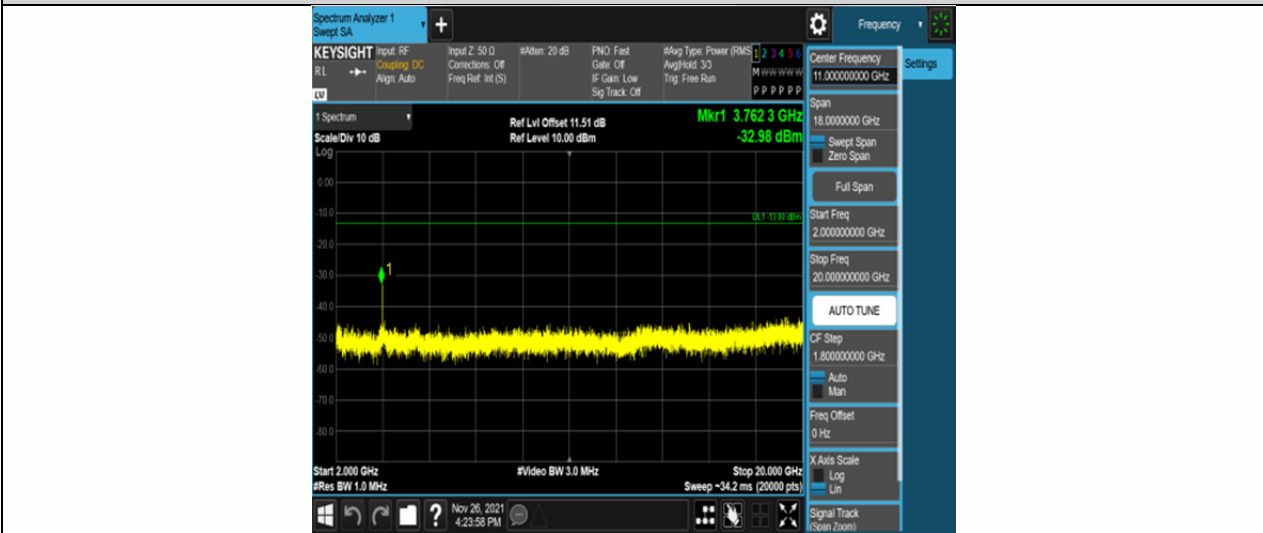 Spectrum Analyzer 1
Swept SA
+
Frequency
KEYSIGHT
RL
LV
Input: RF
Coupling: DC
Align: Auto
Input Z: 50 Ω
Corrections: Off
Freq Ref: Int (S)
#Atten: 20 dB
PNO: Fast
Gate: Off
IF Gain: Low
Sig Track: Off
#Avg Type: Power (RMS
Avg|Hold: 3/3
Trig: Free Run
1 2 3 4 5 6
M W W W W W
P P P P P P
1 Spectrum
Scale/Div 10 dB
Log
Ref Lvl Offset 11.51 dB
Ref Level 10.00 dBm
Mkr1 3.762 3 GHz
-32.98 dBm
0.00
-10.0
DL1 -13.00 dBm
-20.0
-30.0
1
-40.0
-50.0
-60.0
-70.0
-80.0
Start 2.000 GHz
#Res BW 1.0 MHz
#Video BW 3.0 MHz
Stop 20.000 GHz
Sweep ~34.2 ms (20000 pts)
?
Nov 26, 2021
4:23:58 PM
Center Frequency
11.000000000 GHz
Settings
Span
18.0000000 GHz
Swept Span
Zero Span
Full Span
Start Freq
2.000000000 GHz
Stop Freq
20.000000000 GHz
AUTO TUNE
CF Step
1.800000000 GHz
Auto
Man
Freq Offset
0 Hz
X Axis Scale
Log
Lin
Signal Track
(Span Zoom)